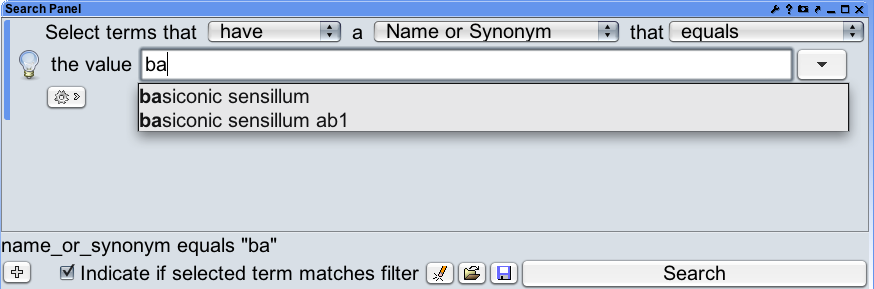 Search Panel
Select terms that have a Name or Synonym that equals
the value ba
basiconic sensillum
basiconic sensillum ab1
name_or_synonym equals "ba"
Indicate if selected term matches filter Search